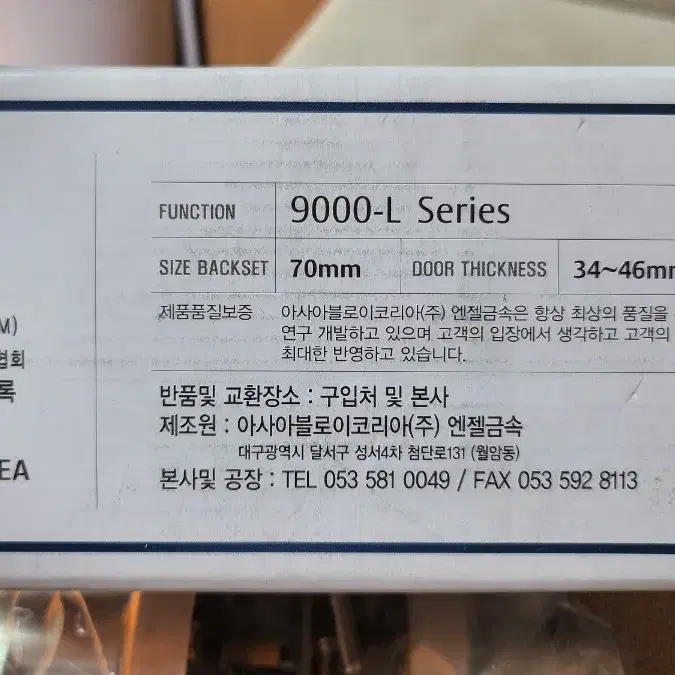 FUNCTION 9000-L Series
SIZE BACKSET 70mm DOOR THICKNESS 34~46mm
제품품질보증 아사아블로이코리아(주) 엔젤금속은 항상 최상의 품질을
연구 개발하고 있으며 고객의 입장에서 생각하고 고객의
최대한 반영하고 있습니다.
M)
협회
록
EA
반품및 교환장소 : 구입처 및 본사
제조원 : 아사아블로이코리아(주) 엔젤금속
대구광역시 달서구 성서4차 첨단로131 (월암동)
본사및 공장 : TEL 053 581 0049 / FAX 053 592 8113